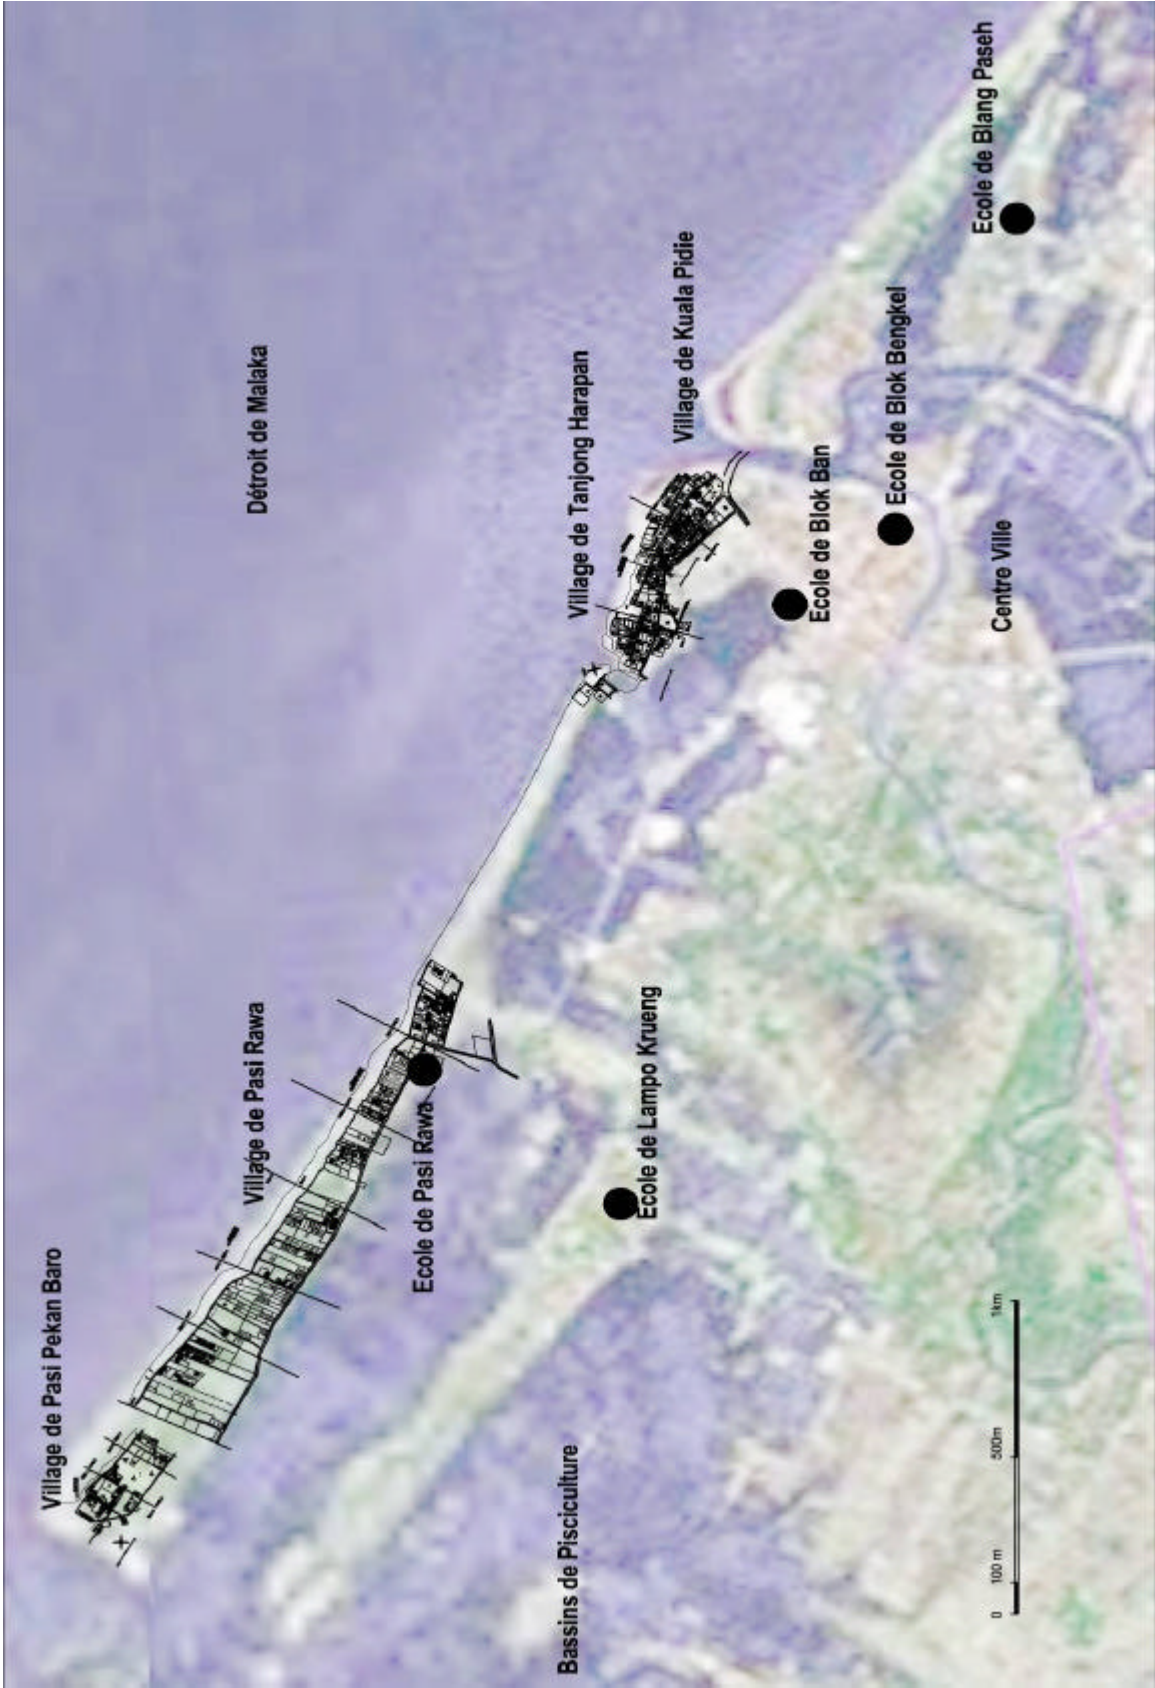 Village de Pasi Pekan Baro
Village de Pasi Rawa
Détroit de Malaka
Ecole de Pasi Rawa
Village de Tanjong Harapan
Village de Kuala Pidie
Bassins de Pisciculture
Ecole de Lampo Krueng
Ecole de Blok Ban
Ecole de Blok Bengkel
Ecole de Blang Paseh
Centre Ville
0 100 m 500m 1km